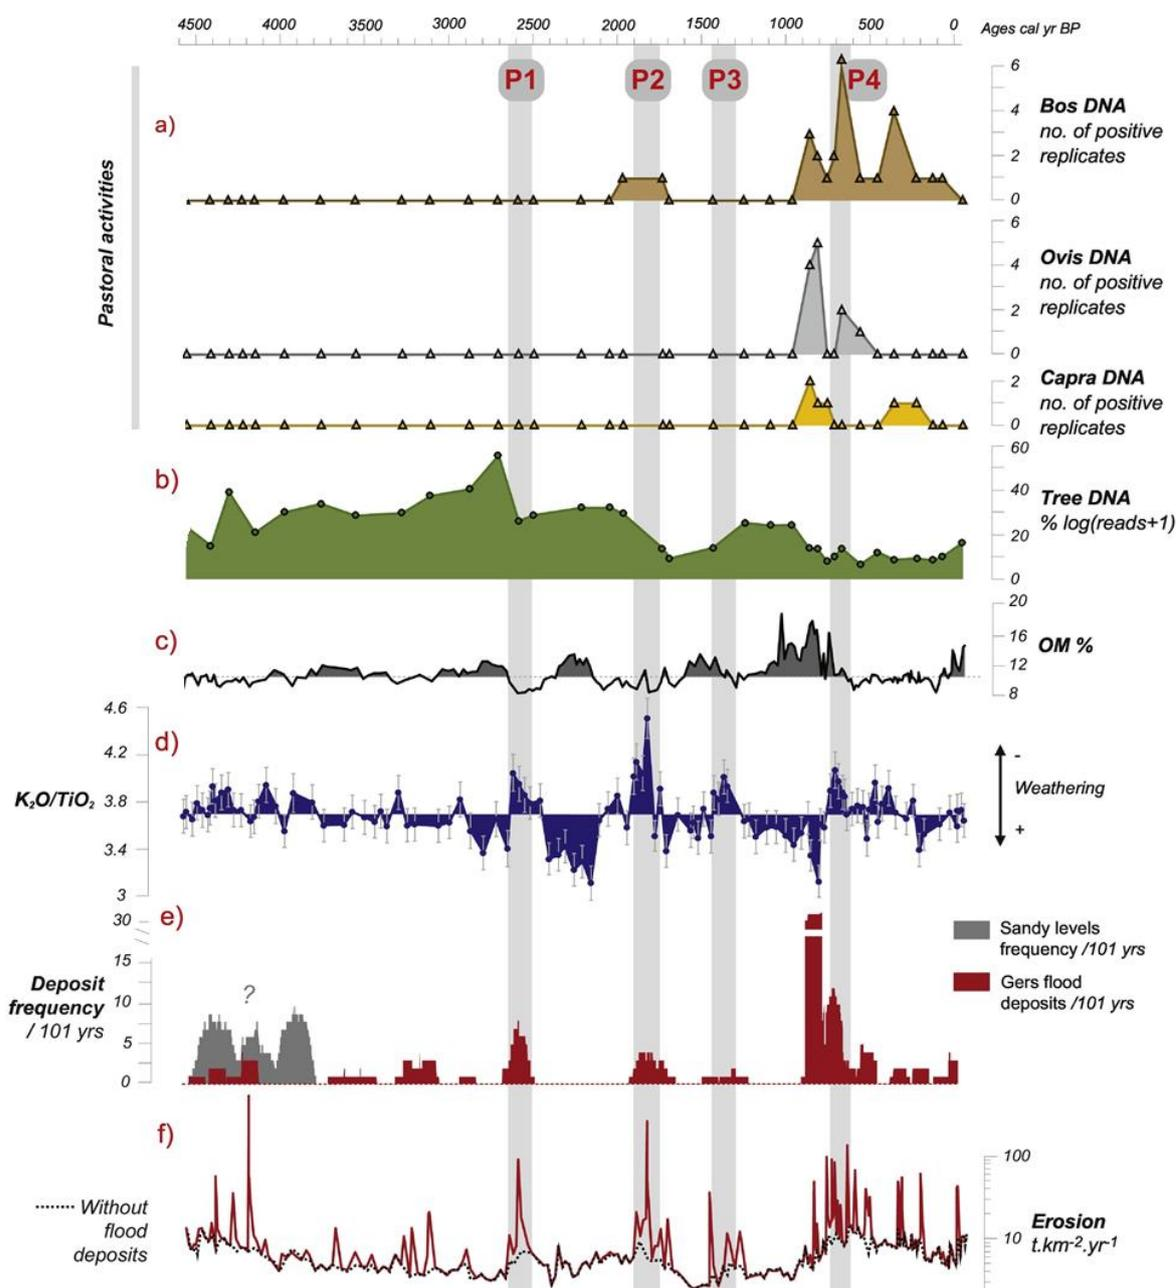 4500 4000 3500 3000 2500 2000 1500 1000 500 0 Ages cal yr BP
P1 P2 P3 P4
a)
Pastoral activities
6
4
2
0
Bos DNA
no. of positive
replicates
6
4
2
0
Ovis DNA
no. of positive
replicates
2
0
Capra DNA
no. of positive
replicates
b)
60
40
20
0
Tree DNA
% log(reads+1)
c)
20
16
12
8
OM %
d)
4.6
4.2
3.8
3.4
3
K₂O/TiO₂
-
Weathering
+
e)
30
15
10
5
0
Deposit
frequency
/ 101 yrs
?
Sandy levels
frequency /101 yrs
Gers flood
deposits /101 yrs
f)
Without
flood
deposits
100
10
Erosion
t.km⁻².yr⁻¹